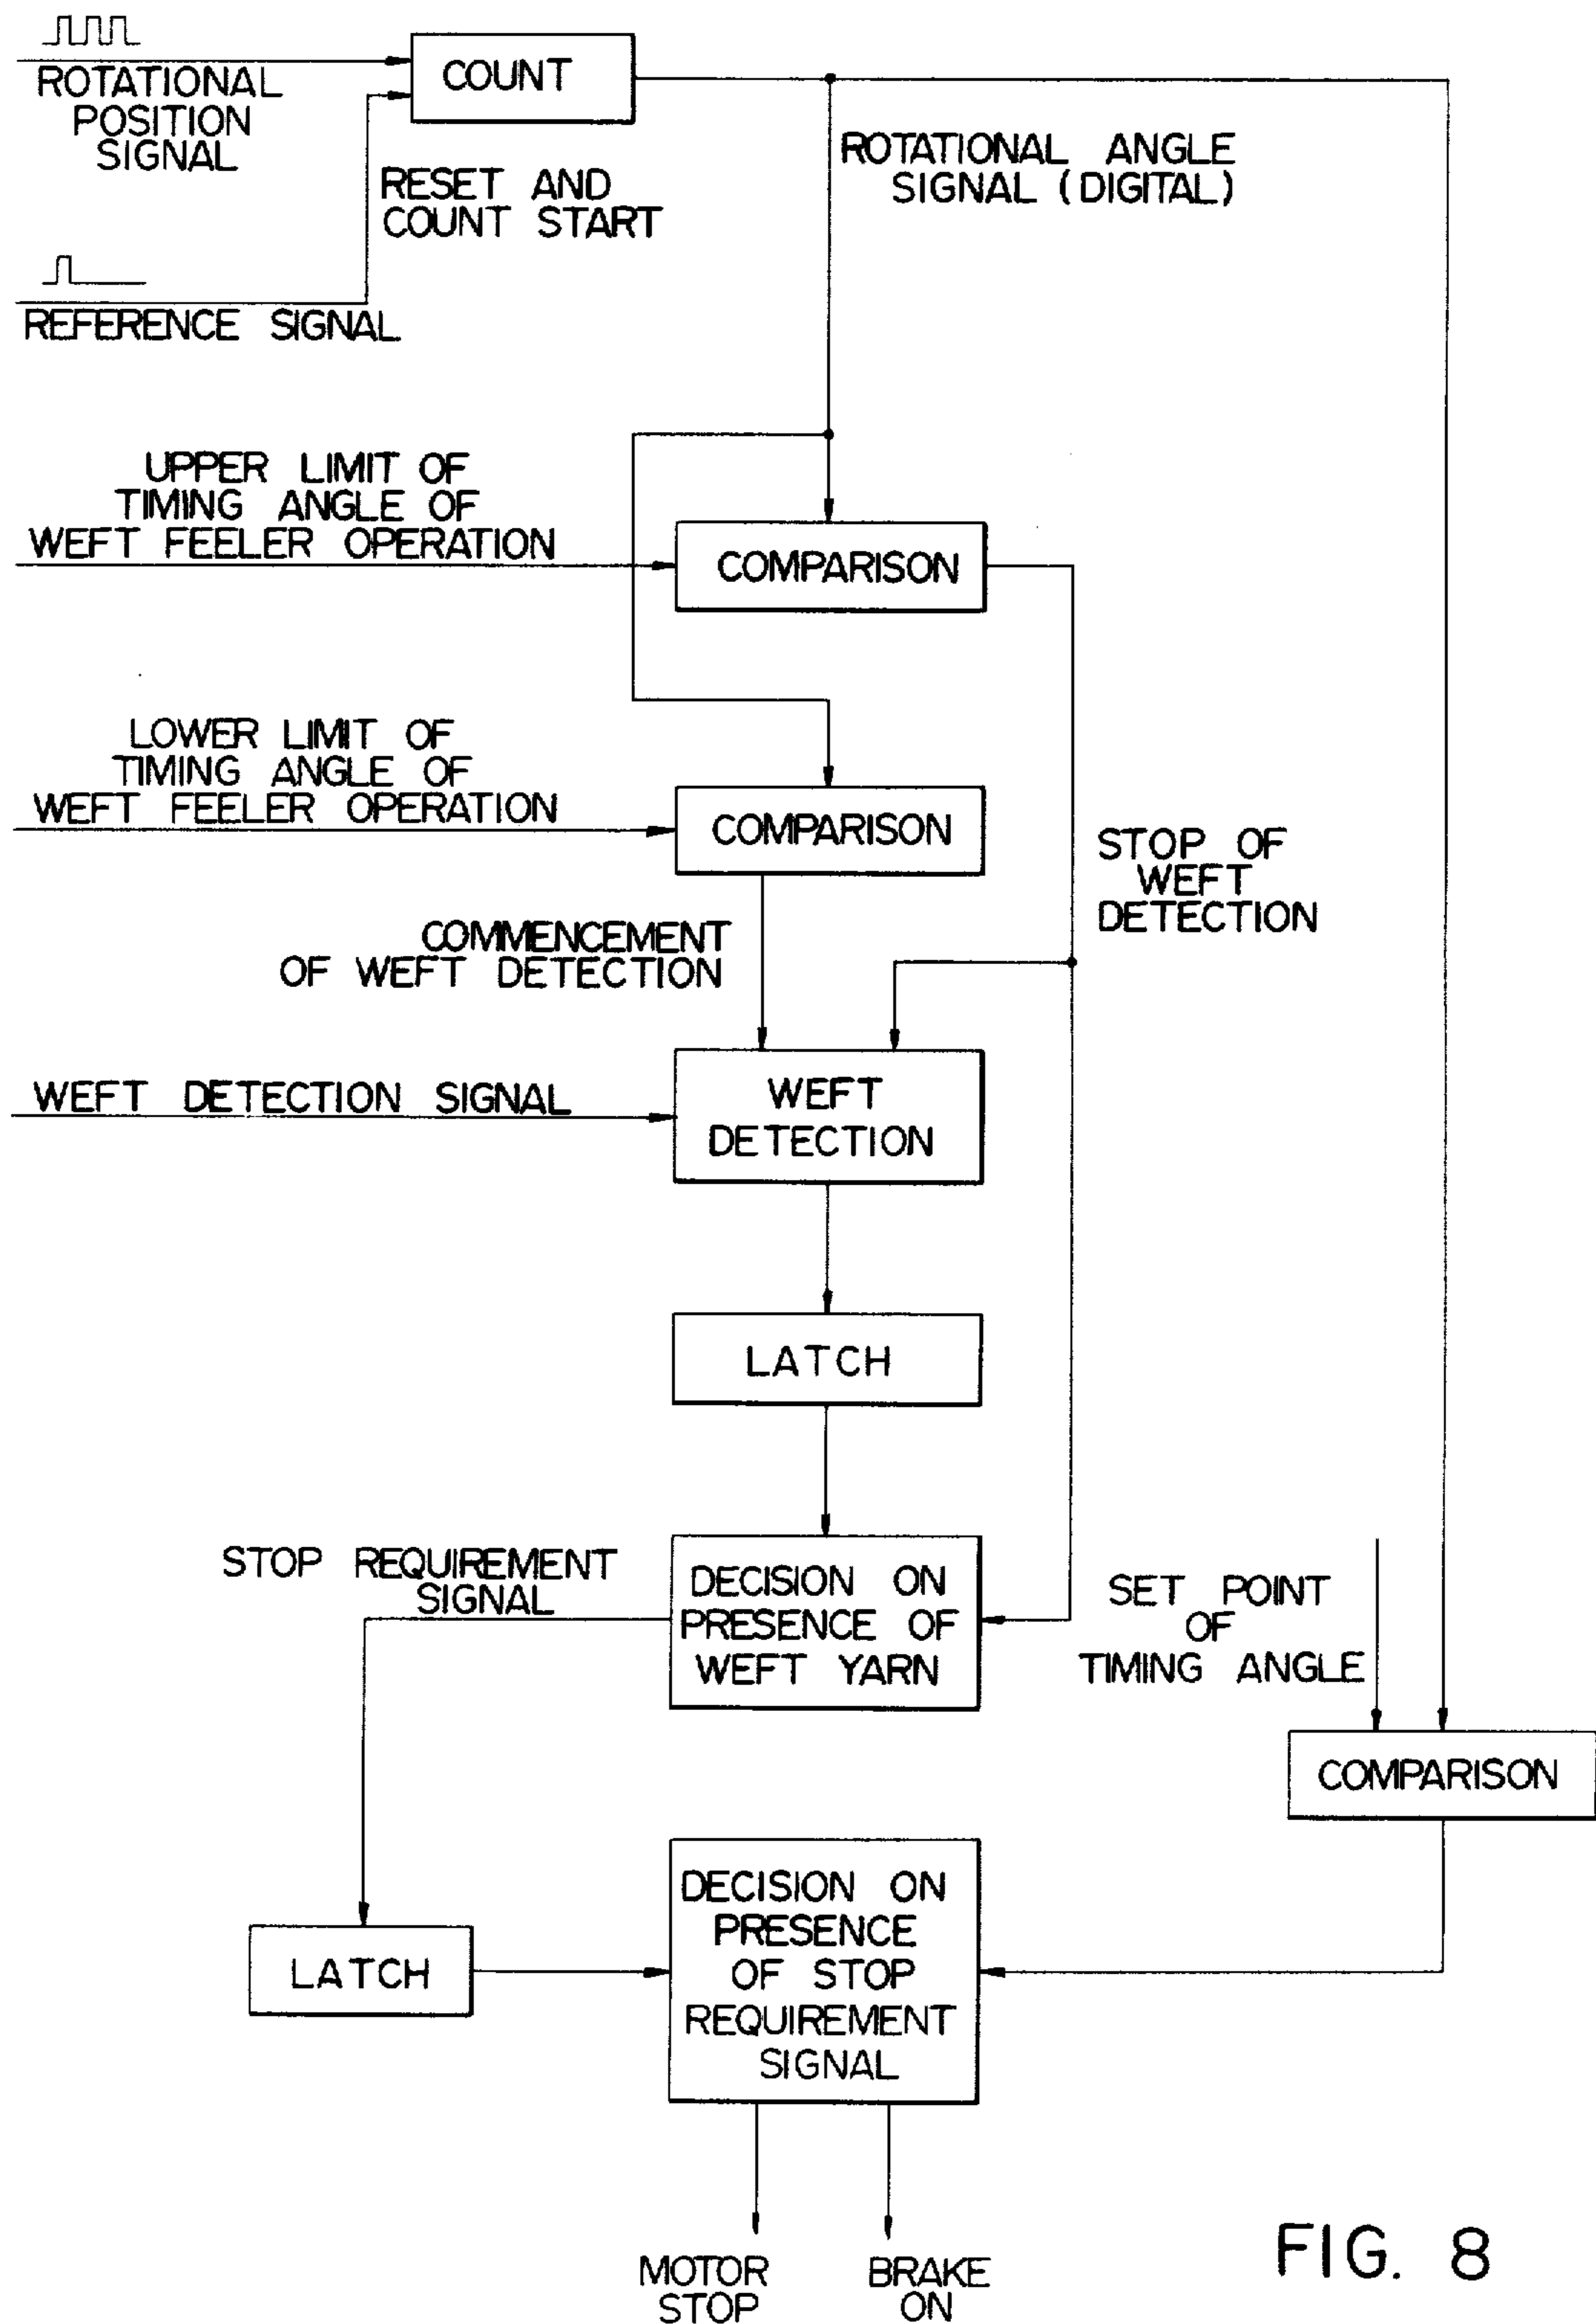 COUNT
ROTATIONAL
POSITION
SIGNAL
ROTATIONAL ANGLE
SIGNAL (DIGITAL)
RESET AND
COUNT START
REFERENCE SIGNAL
UPPER LIMIT OF
TIMING ANGLE OF
WEFT FEELER OPERATION
COMPARISON
LOWER LIMIT OF
TIMING ANGLE OF
WEFT FEELER OPERATION
COMPARISON
STOP OF
WEFT
DETECTION
COMMENCEMENT
OF WEFT DETECTION
WEFT DETECTION SIGNAL
WEFT
DETECTION
LATCH
STOP REQUIREMENT
SIGNAL
DECISION ON
PRESENCE OF
WEFT YARN
SET POINT
OF
TIMING ANGLE
COMPARISON
DECISION ON
PRESENCE
OF STOP
REQUIREMENT
SIGNAL
LATCH
MOTOR
STOP
BRAKE
ON
FIG. 8